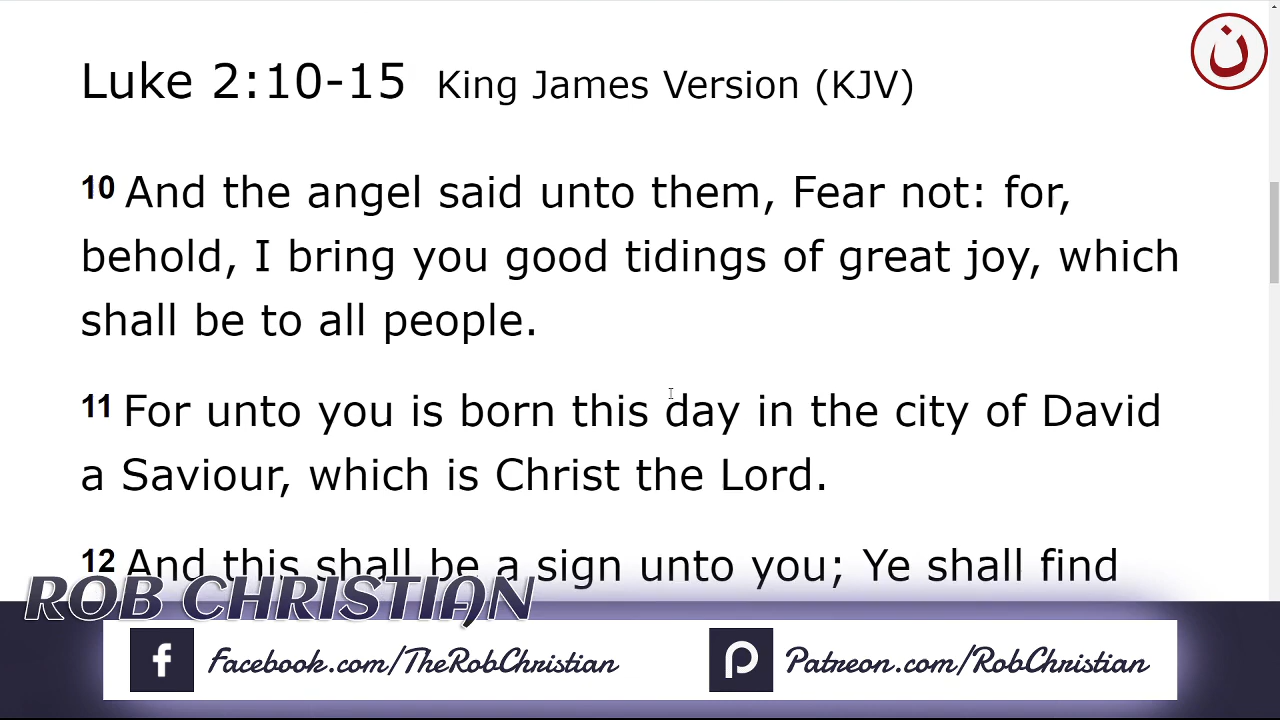 Luke 2:10-15 King James Version (KJV)
ن
10 And the angel said unto them, Fear not: for,
behold, I bring you good tidings of great joy, which
shall be to all people.
11 For unto you is born this day in the city of David
a Saviour, which is Christ the Lord.
12 And this shall be a sign unto you; Ye shall find
ROB CHRISTIAN
f Facebook.com/TheRobChristian
Patreon.com/RobChristian